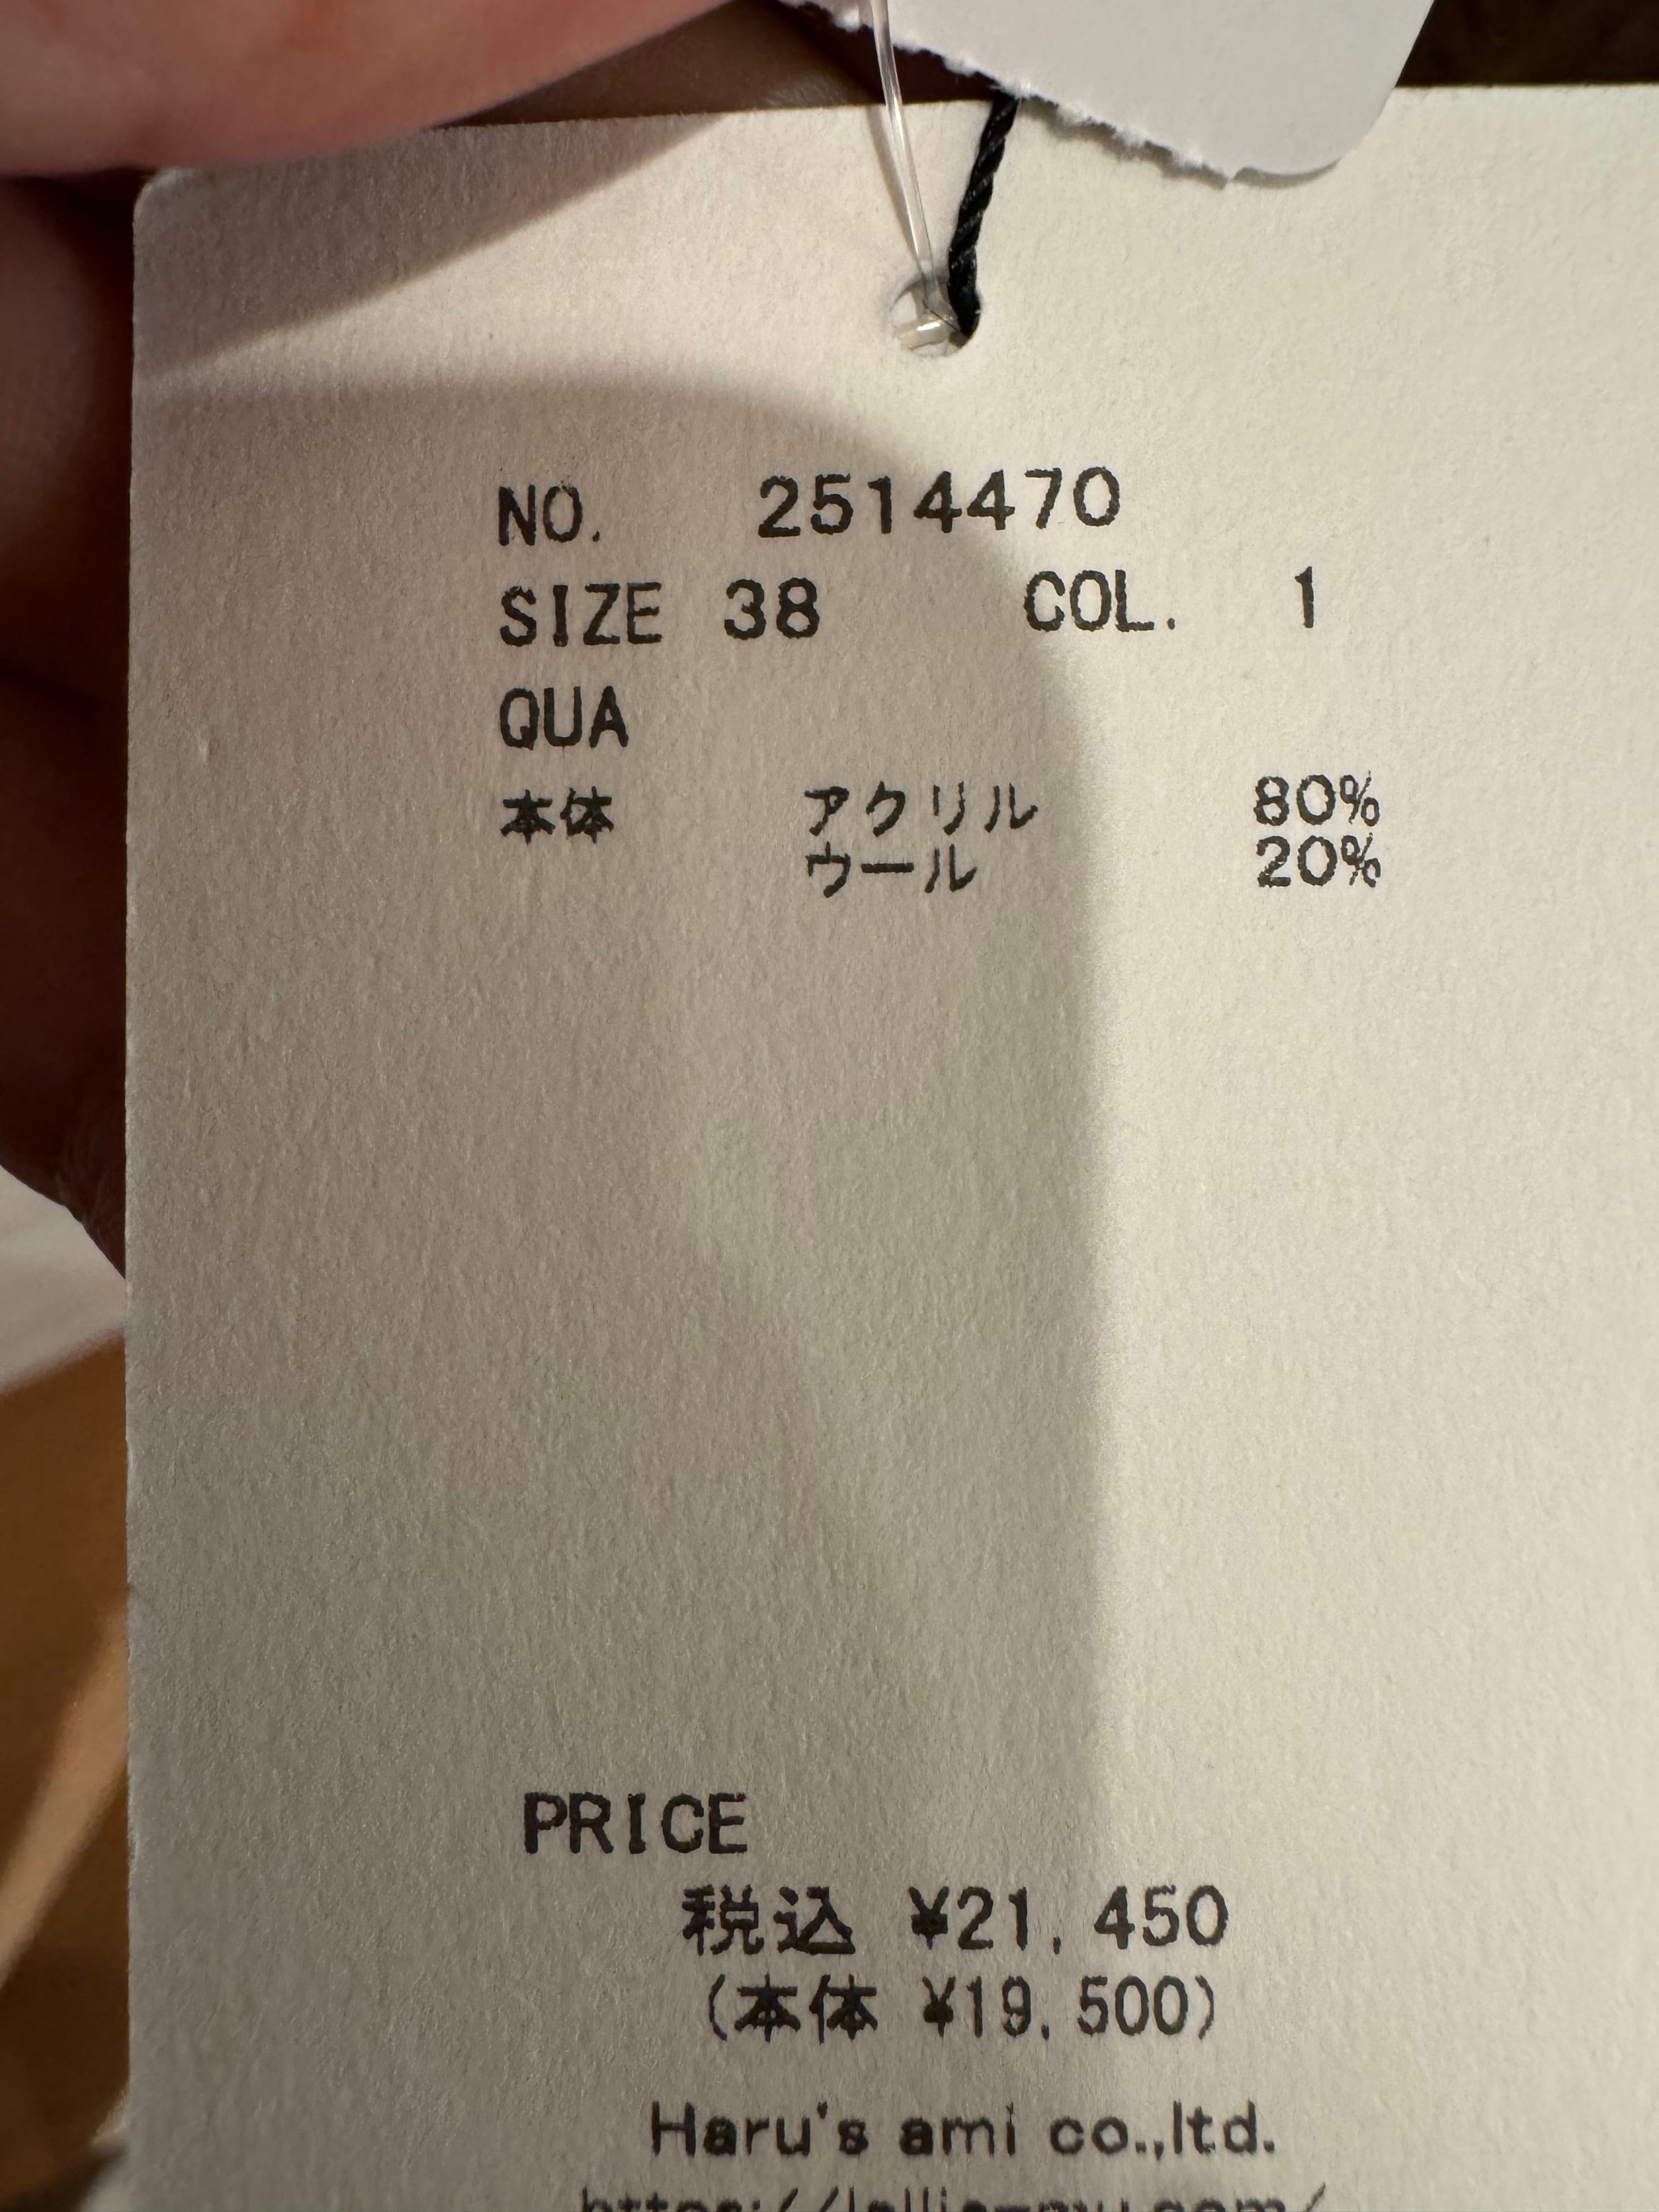 NO. 2514470
SIZE 38 COL. 1
QUA
本体 アクリル 80%
ウール 20%
PRICE
税込 ¥21,450
(本体 ¥19,500)
Haru's ami co.,ltd.